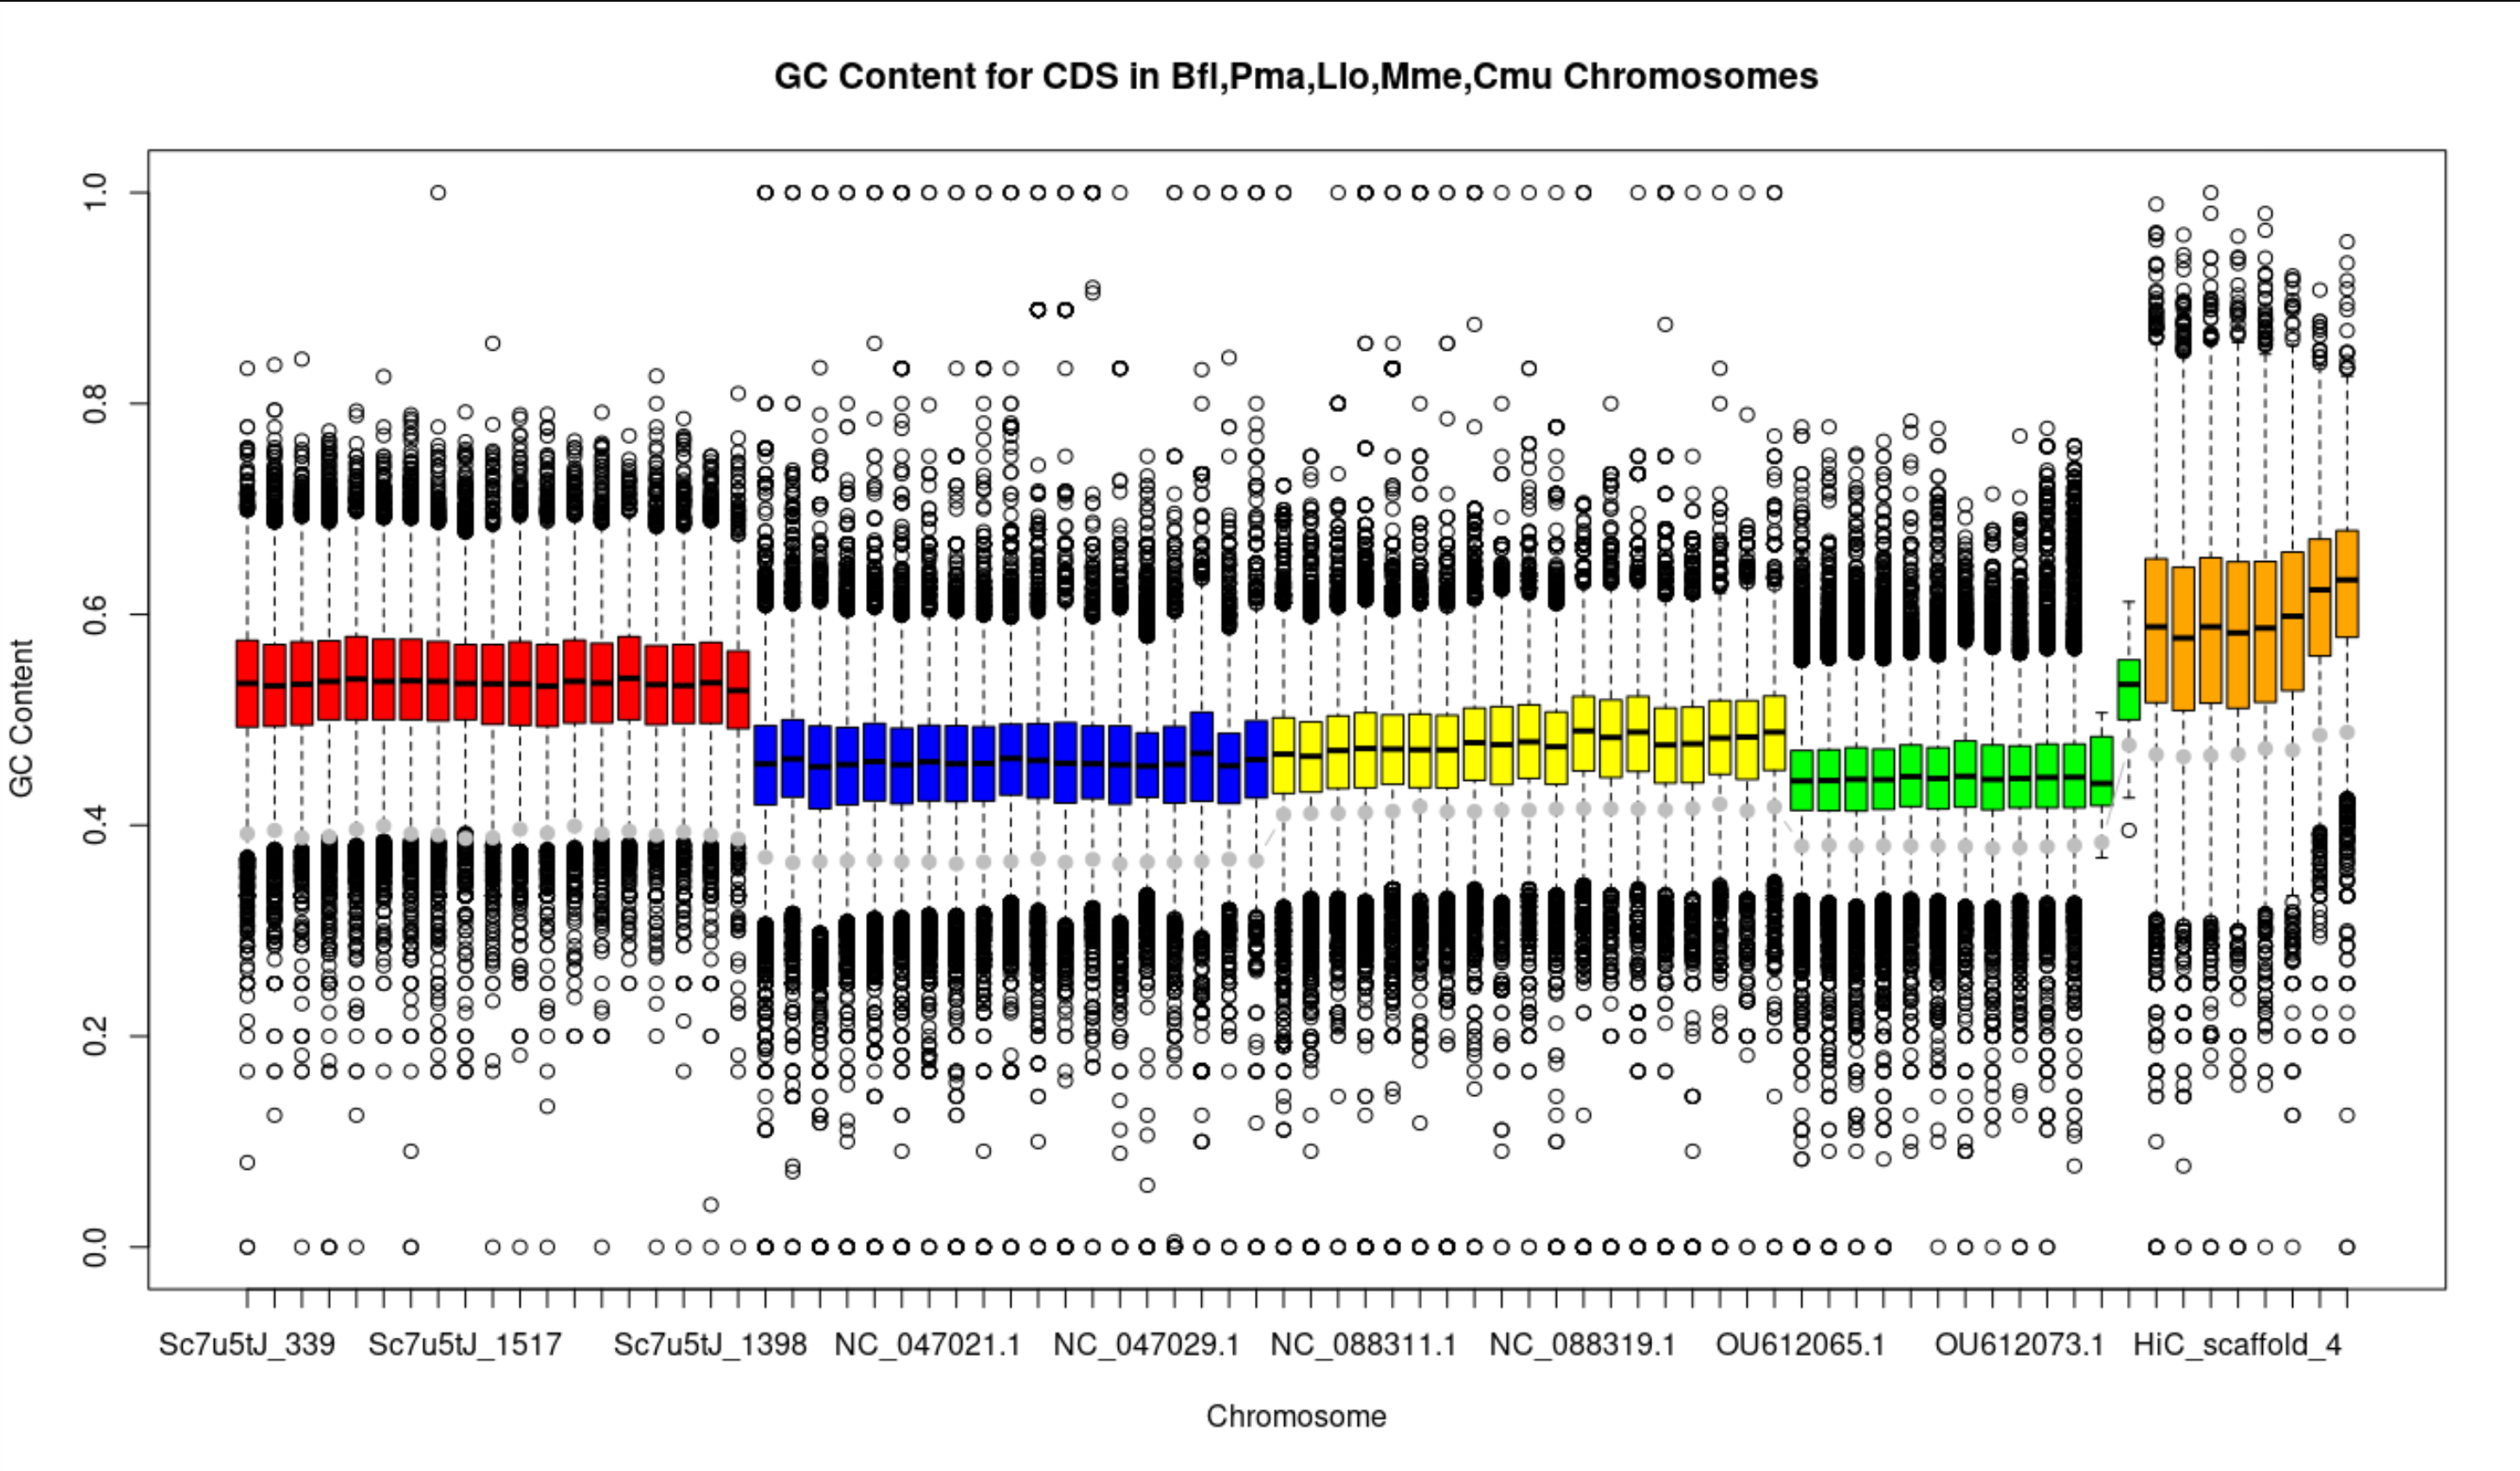 GC Content for CDS in Bfl,Pma,Llo,Mme,Cmu Chromosomes
GC Content
1.0
0.8
0.6
0.4
0.2
0.0
Sc7u5tJ_339 Sc7u5tJ_1517 Sc7u5tJ_1398 NC_047021.1 NC_047029.1 NC_088311.1 NC_088319.1 OU612065.1 OU612073.1 HiC_scaffold_4
Chromosome